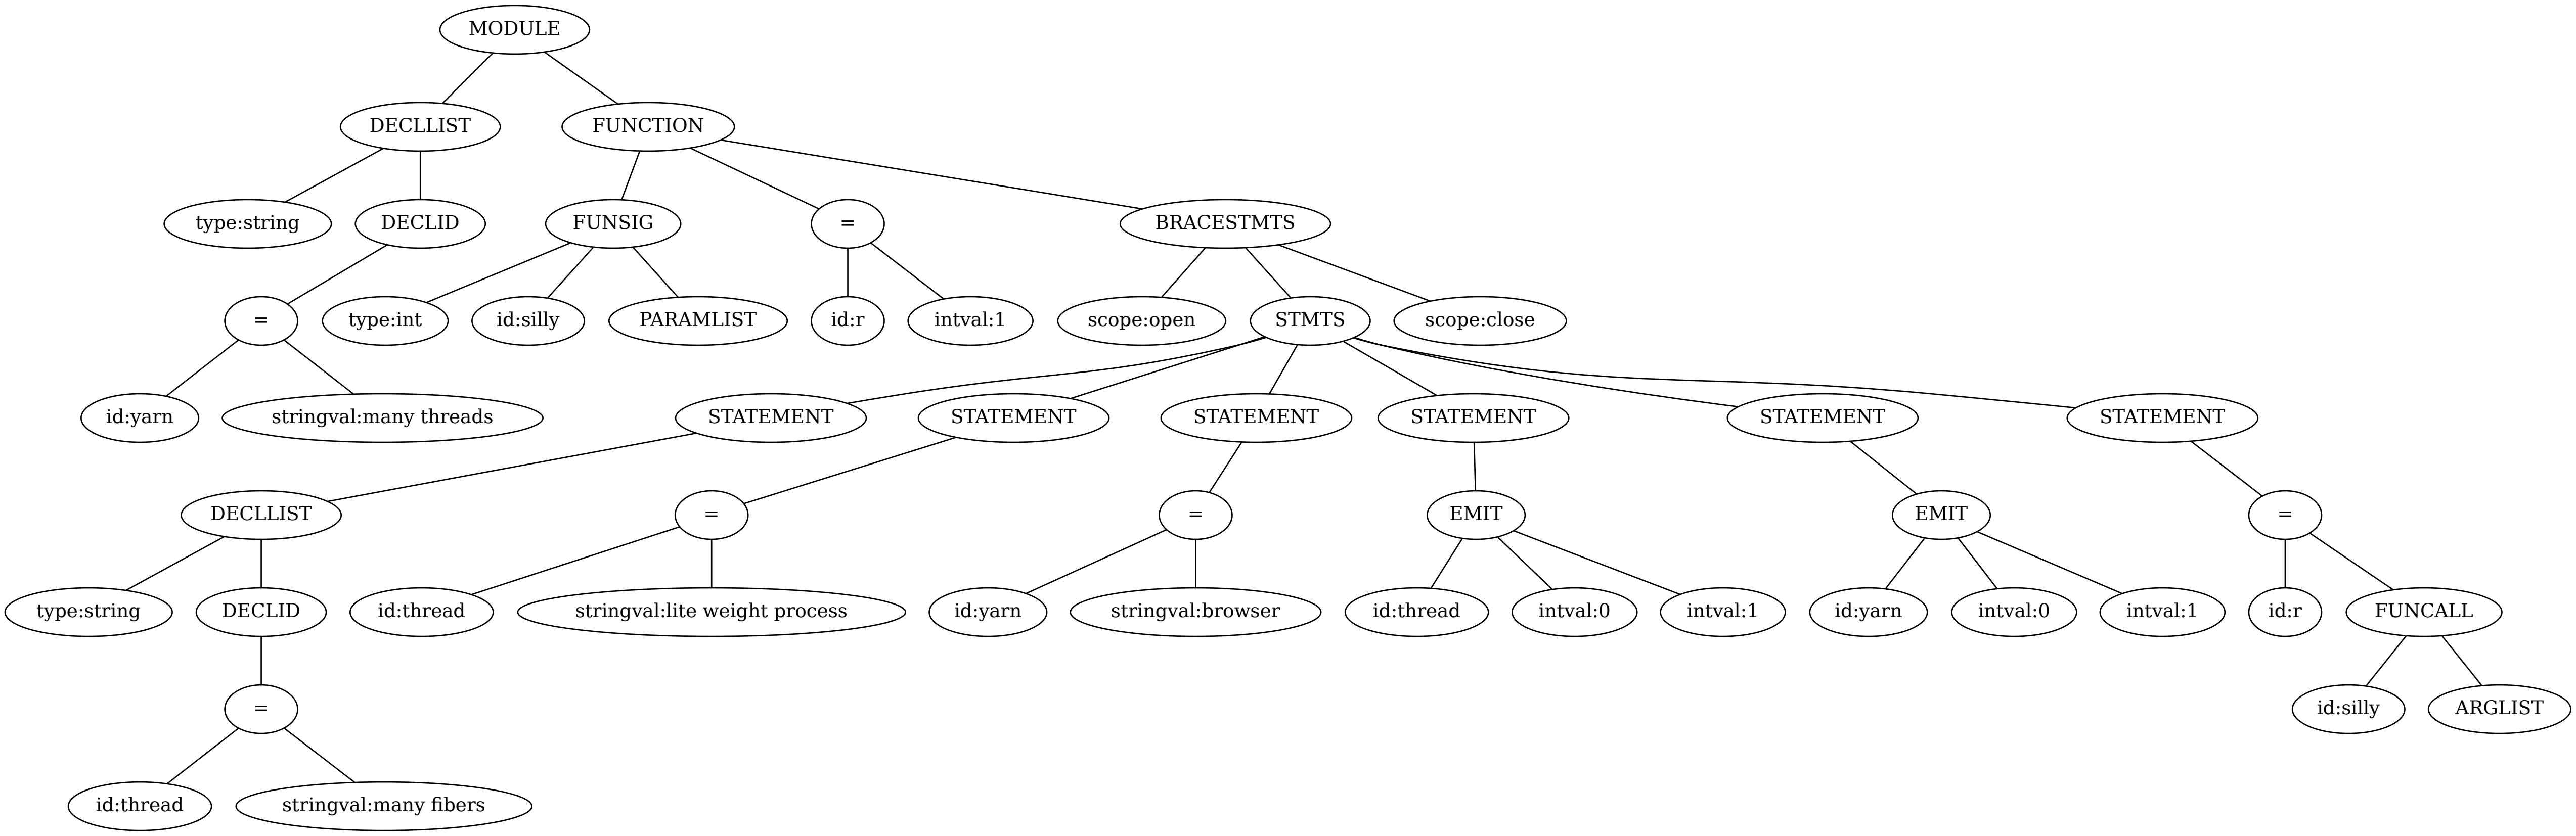 MODULE
DECLLIST
FUNCTION
type:string
DECLID
FUNSIG
=
BRACESTMTS
=
type:int
id:silly
PARAMLIST
id:r
intval:1
scope:open
STMTS
scope:close
id:yarn
stringval:many threads
STATEMENT
STATEMENT
STATEMENT
STATEMENT
STATEMENT
STATEMENT
DECLLIST
=
=
EMIT
EMIT
=
type:string
DECLID
id:thread
stringval:lite weight process
id:yarn
stringval:browser
id:thread
intval:0
intval:1
id:yarn
intval:0
intval:1
id:r
FUNCALL
=
id:silly
ARGLIST
id:thread
stringval:many fibers